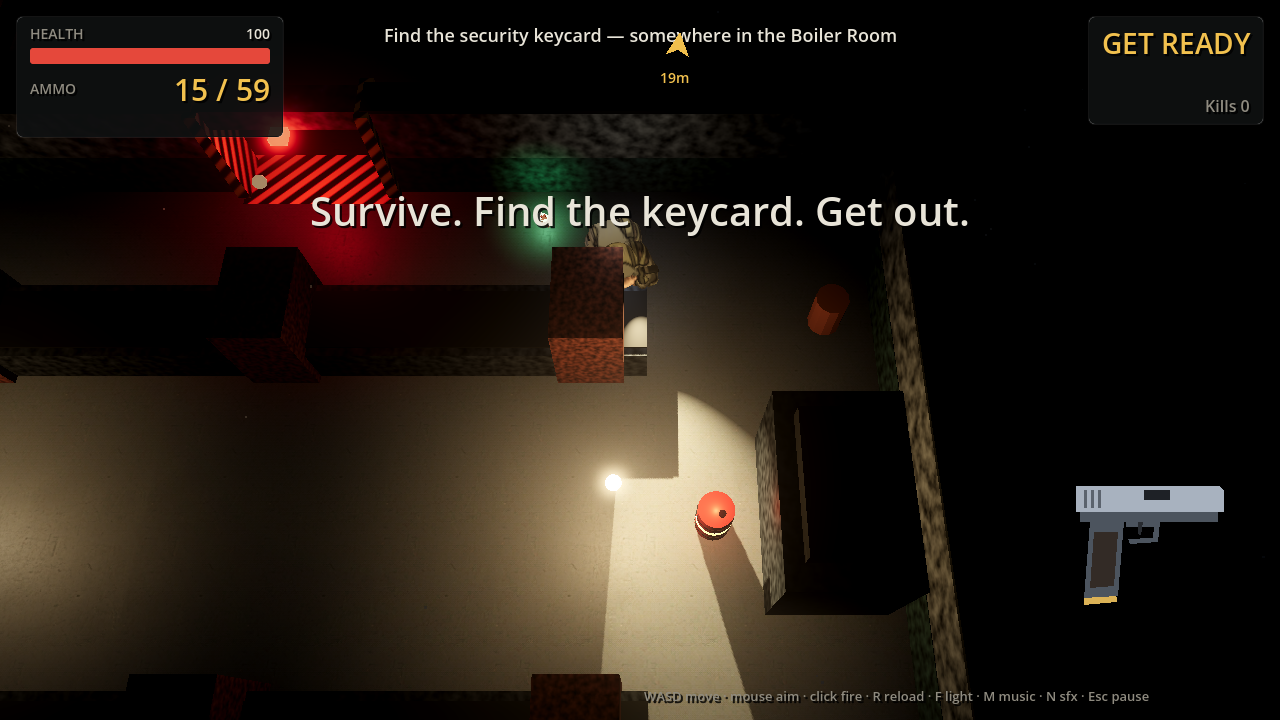 HEALTH 100
AMMO 15 / 59
Find the security keycard — somewhere in the Boiler Room
19m
GET READY
Kills 0
Survive. Find the keycard. Get out.
WASD move · mouse aim · click fire · R reload · F light · M music · N sfx · Esc pause